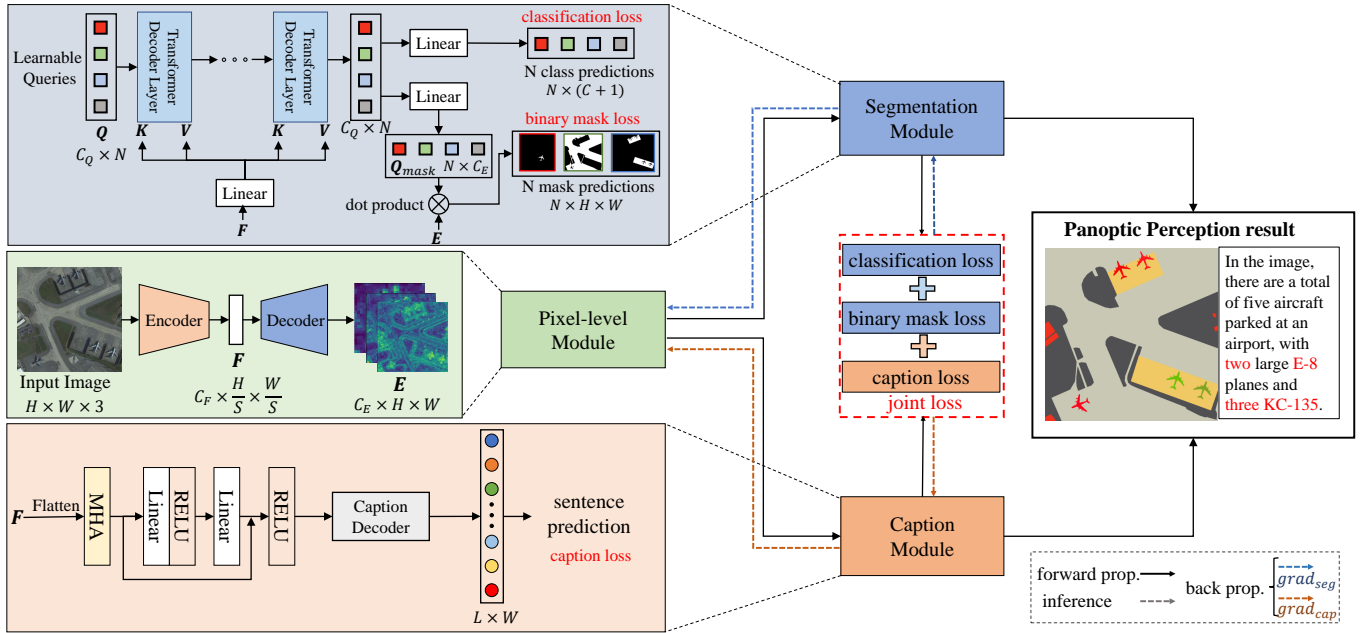 Learnable
Queries
Q
C_Q × N
Transformer
Decoder Layer
K
V
Transformer
Decoder Layer
K
V
Linear
F
C_Q × N
Linear
Linear
classification loss
N class predictions
N × (C + 1)
binary mask loss
Q_mask N × C_E
dot product
E
N mask predictions
N × H × W
Input Image
H × W × 3
Encoder
F
C_F × H/S × W/S
Decoder
E
C_E × H × W
F
Flatten
MHA
Linear
RELU
Linear
RELU
Caption
Decoder
L × W
sentence
prediction
caption loss
Pixel-level
Module
Segmentation
Module
classification loss
binary mask loss
caption loss
joint loss
Caption
Module
Panoptic Perception result
In the image,
there are a total
of five aircraft
parked at an
airport, with
two large E-8
planes and
three KC-135.
forward prop.
inference
back prop.
grad_seg
grad_cap